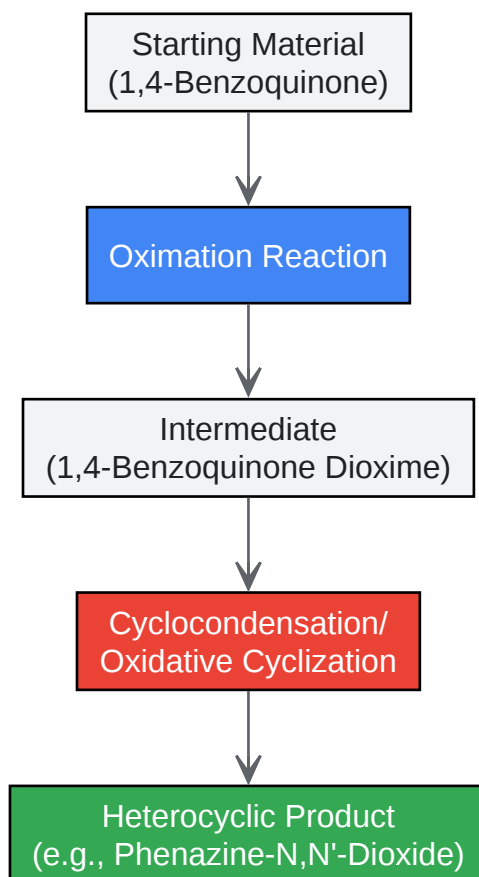 Starting Material
(1,4-Benzoquinone)
Oximation Reaction
Intermediate
(1,4-Benzoquinone Dioxime)
Cyclocondensation/
Oxidative Cyclization
Heterocyclic Product
(e.g., Phenazine-N,N'-Dioxide)